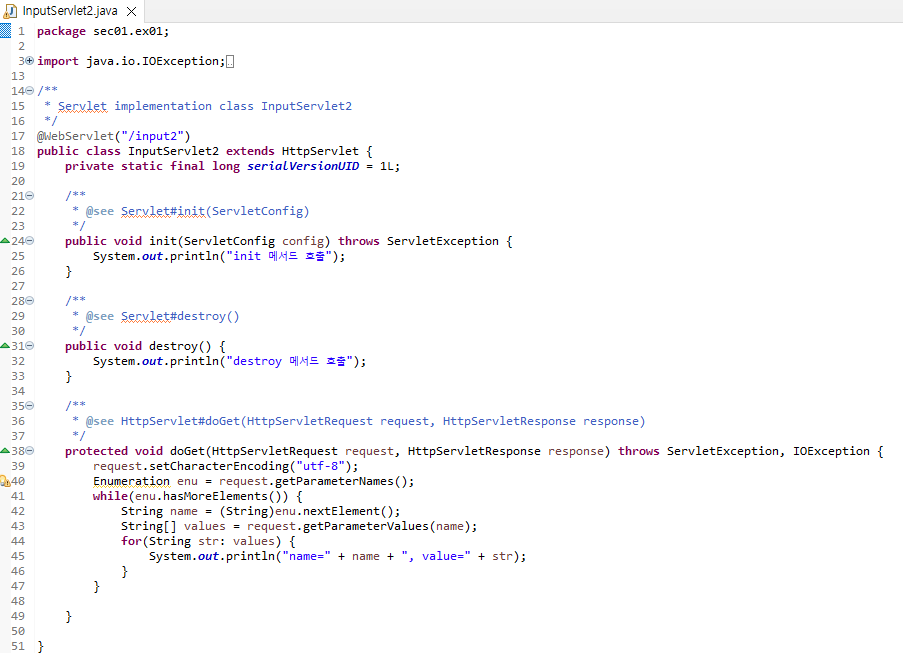 InputServlet2.java
1 package sec01.ex01;
2
3 import java.io.IOException;
13
14 /**
15 * Servlet implementation class InputServlet2
16 */
17 @WebServlet("/input2")
18 public class InputServlet2 extends HttpServlet {
19 private static final long serialVersionUID = 1L;
20
21 /**
22 * @see Servlet#init(ServletConfig)
23 */
24 public void init(ServletConfig config) throws ServletException {
25 System.out.println("init 메서드 호출");
26 }
27
28 /**
29 * @see Servlet#destroy()
30 */
31 public void destroy() {
32 System.out.println("destroy 메서드 호출");
33 }
34
35 /**
36 * @see HttpServlet#doGet(HttpServletRequest request, HttpServletResponse response)
37 */
38 protected void doGet(HttpServletRequest request, HttpServletResponse response) throws ServletException, IOException {
39 request.setCharacterEncoding("utf-8");
40 Enumeration enu = request.getParameterNames();
41 while(enu.hasMoreElements()) {
42 String name = (String)enu.nextElement();
43 String[] values = request.getParameterValues(name);
44 for(String str: values) {
45 System.out.println("name=" + name + ", value=" + str);
46 }
47 }
48
49 }
50
51 }